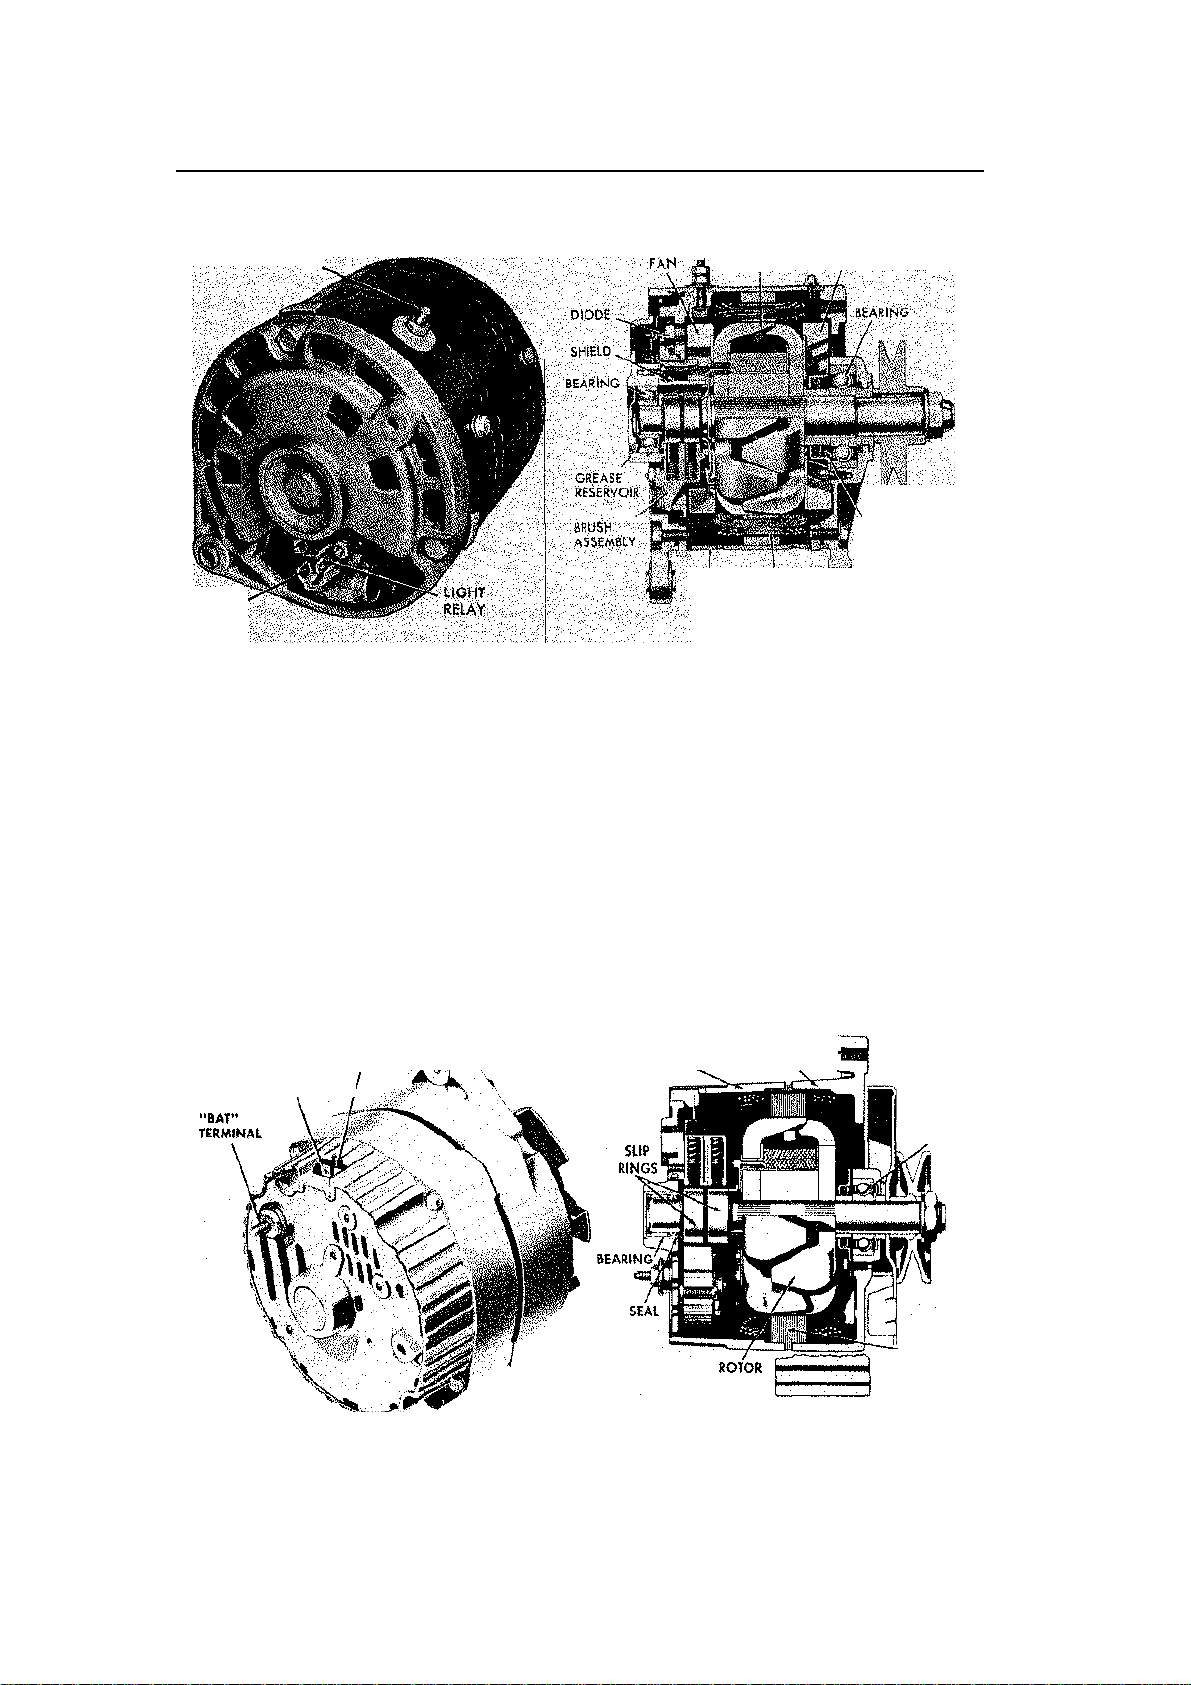 FAN
DIODE
BEARING
SHIELD
BEARING
GREASE
RESERVOIR
BRUSH
ASSEMBLY
LIGHT
RELAY
"BAT"
TERMINAL
SLIP
RINGS
BEARING
SEAL
ROTOR